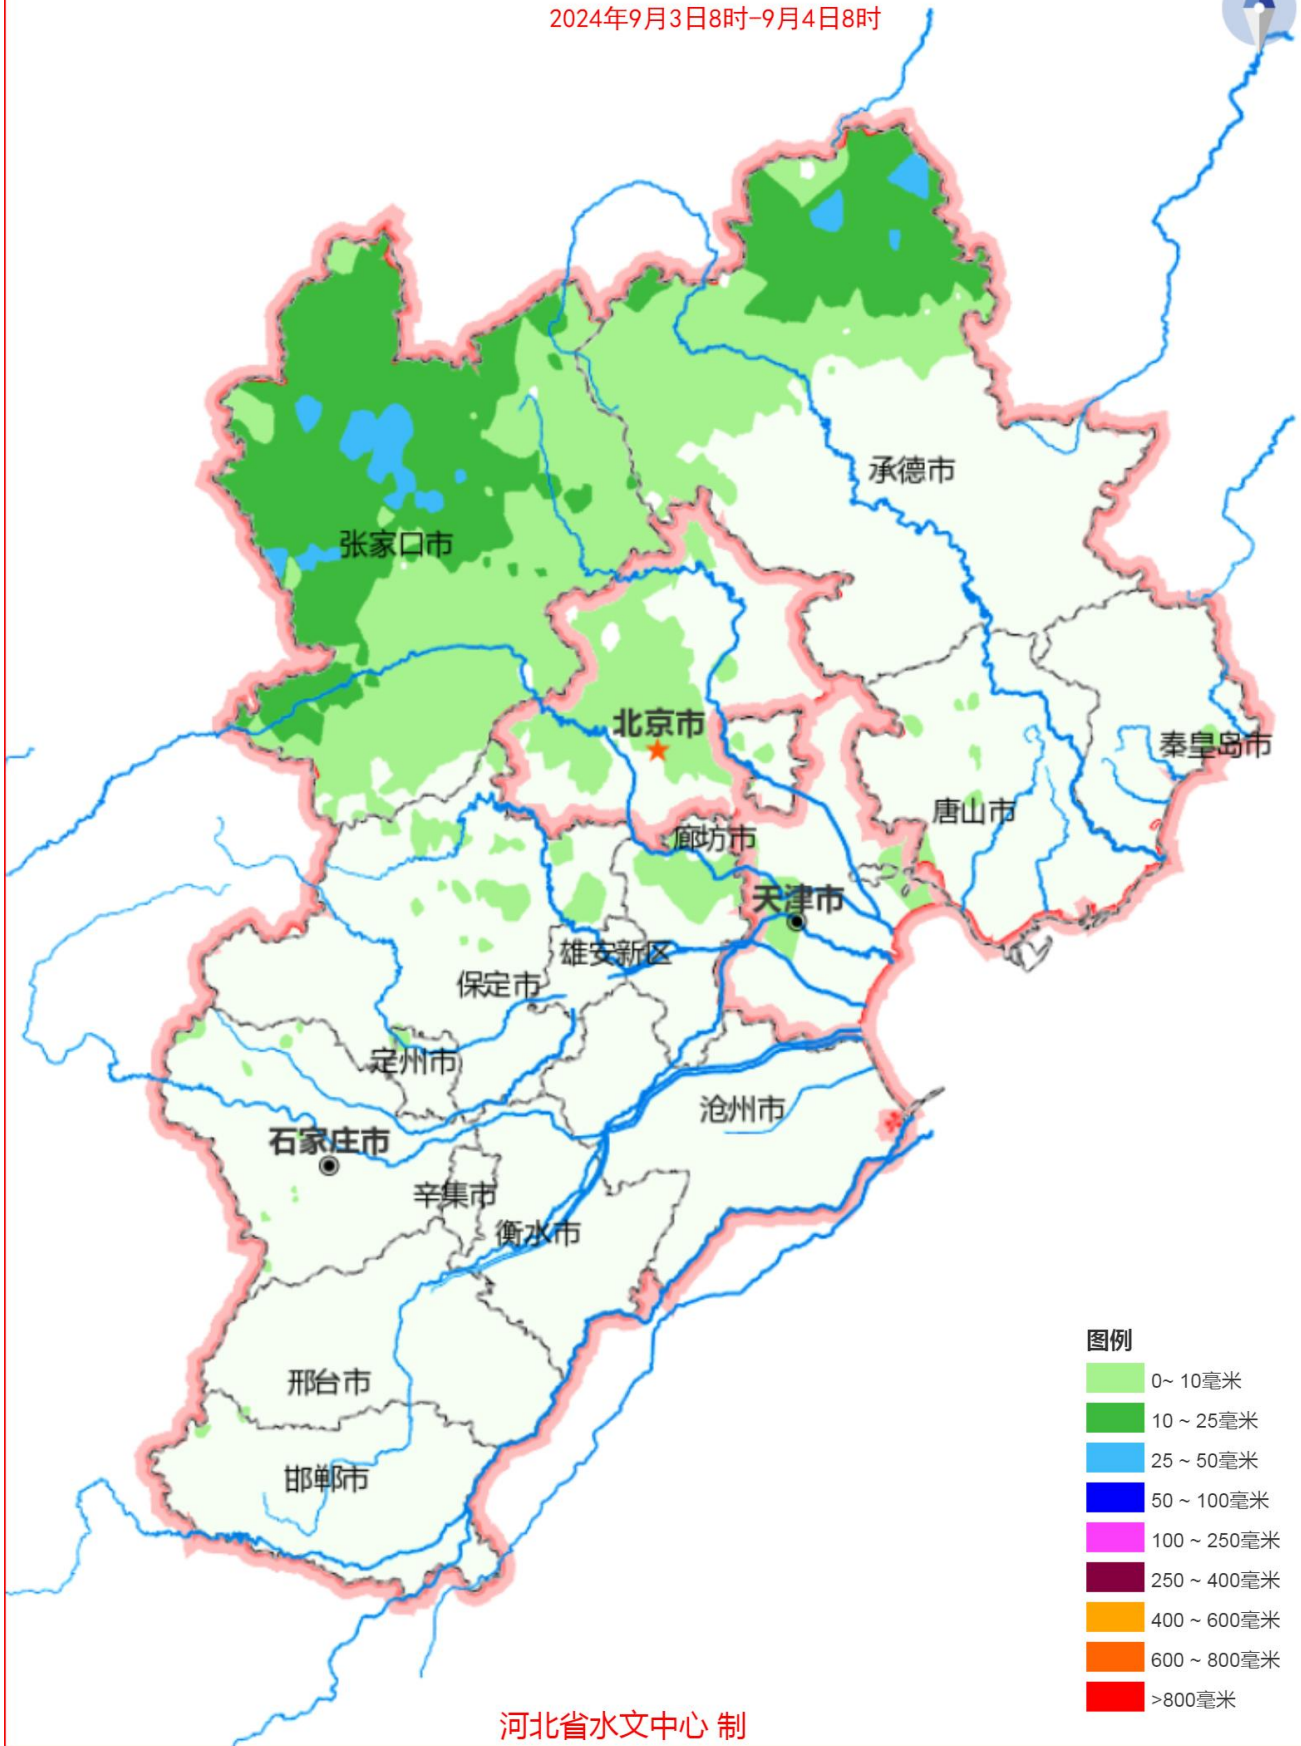 2024年9月3日8时-9月4日8时
承德市
张家口市
北京市
秦皇岛市
唐山市
廊坊市
天津市
雄安新区
保定市
定州市
沧州市
石家庄市
辛集市
衡水市
邢台市
邯郸市
图例
0~ 10毫米
10 ~ 25毫米
25 ~ 50毫米
50 ~ 100毫米
100 ~ 250毫米
250 ~ 400毫米
400 ~ 600毫米
600 ~ 800毫米
>800毫米
河北省水文中心 制